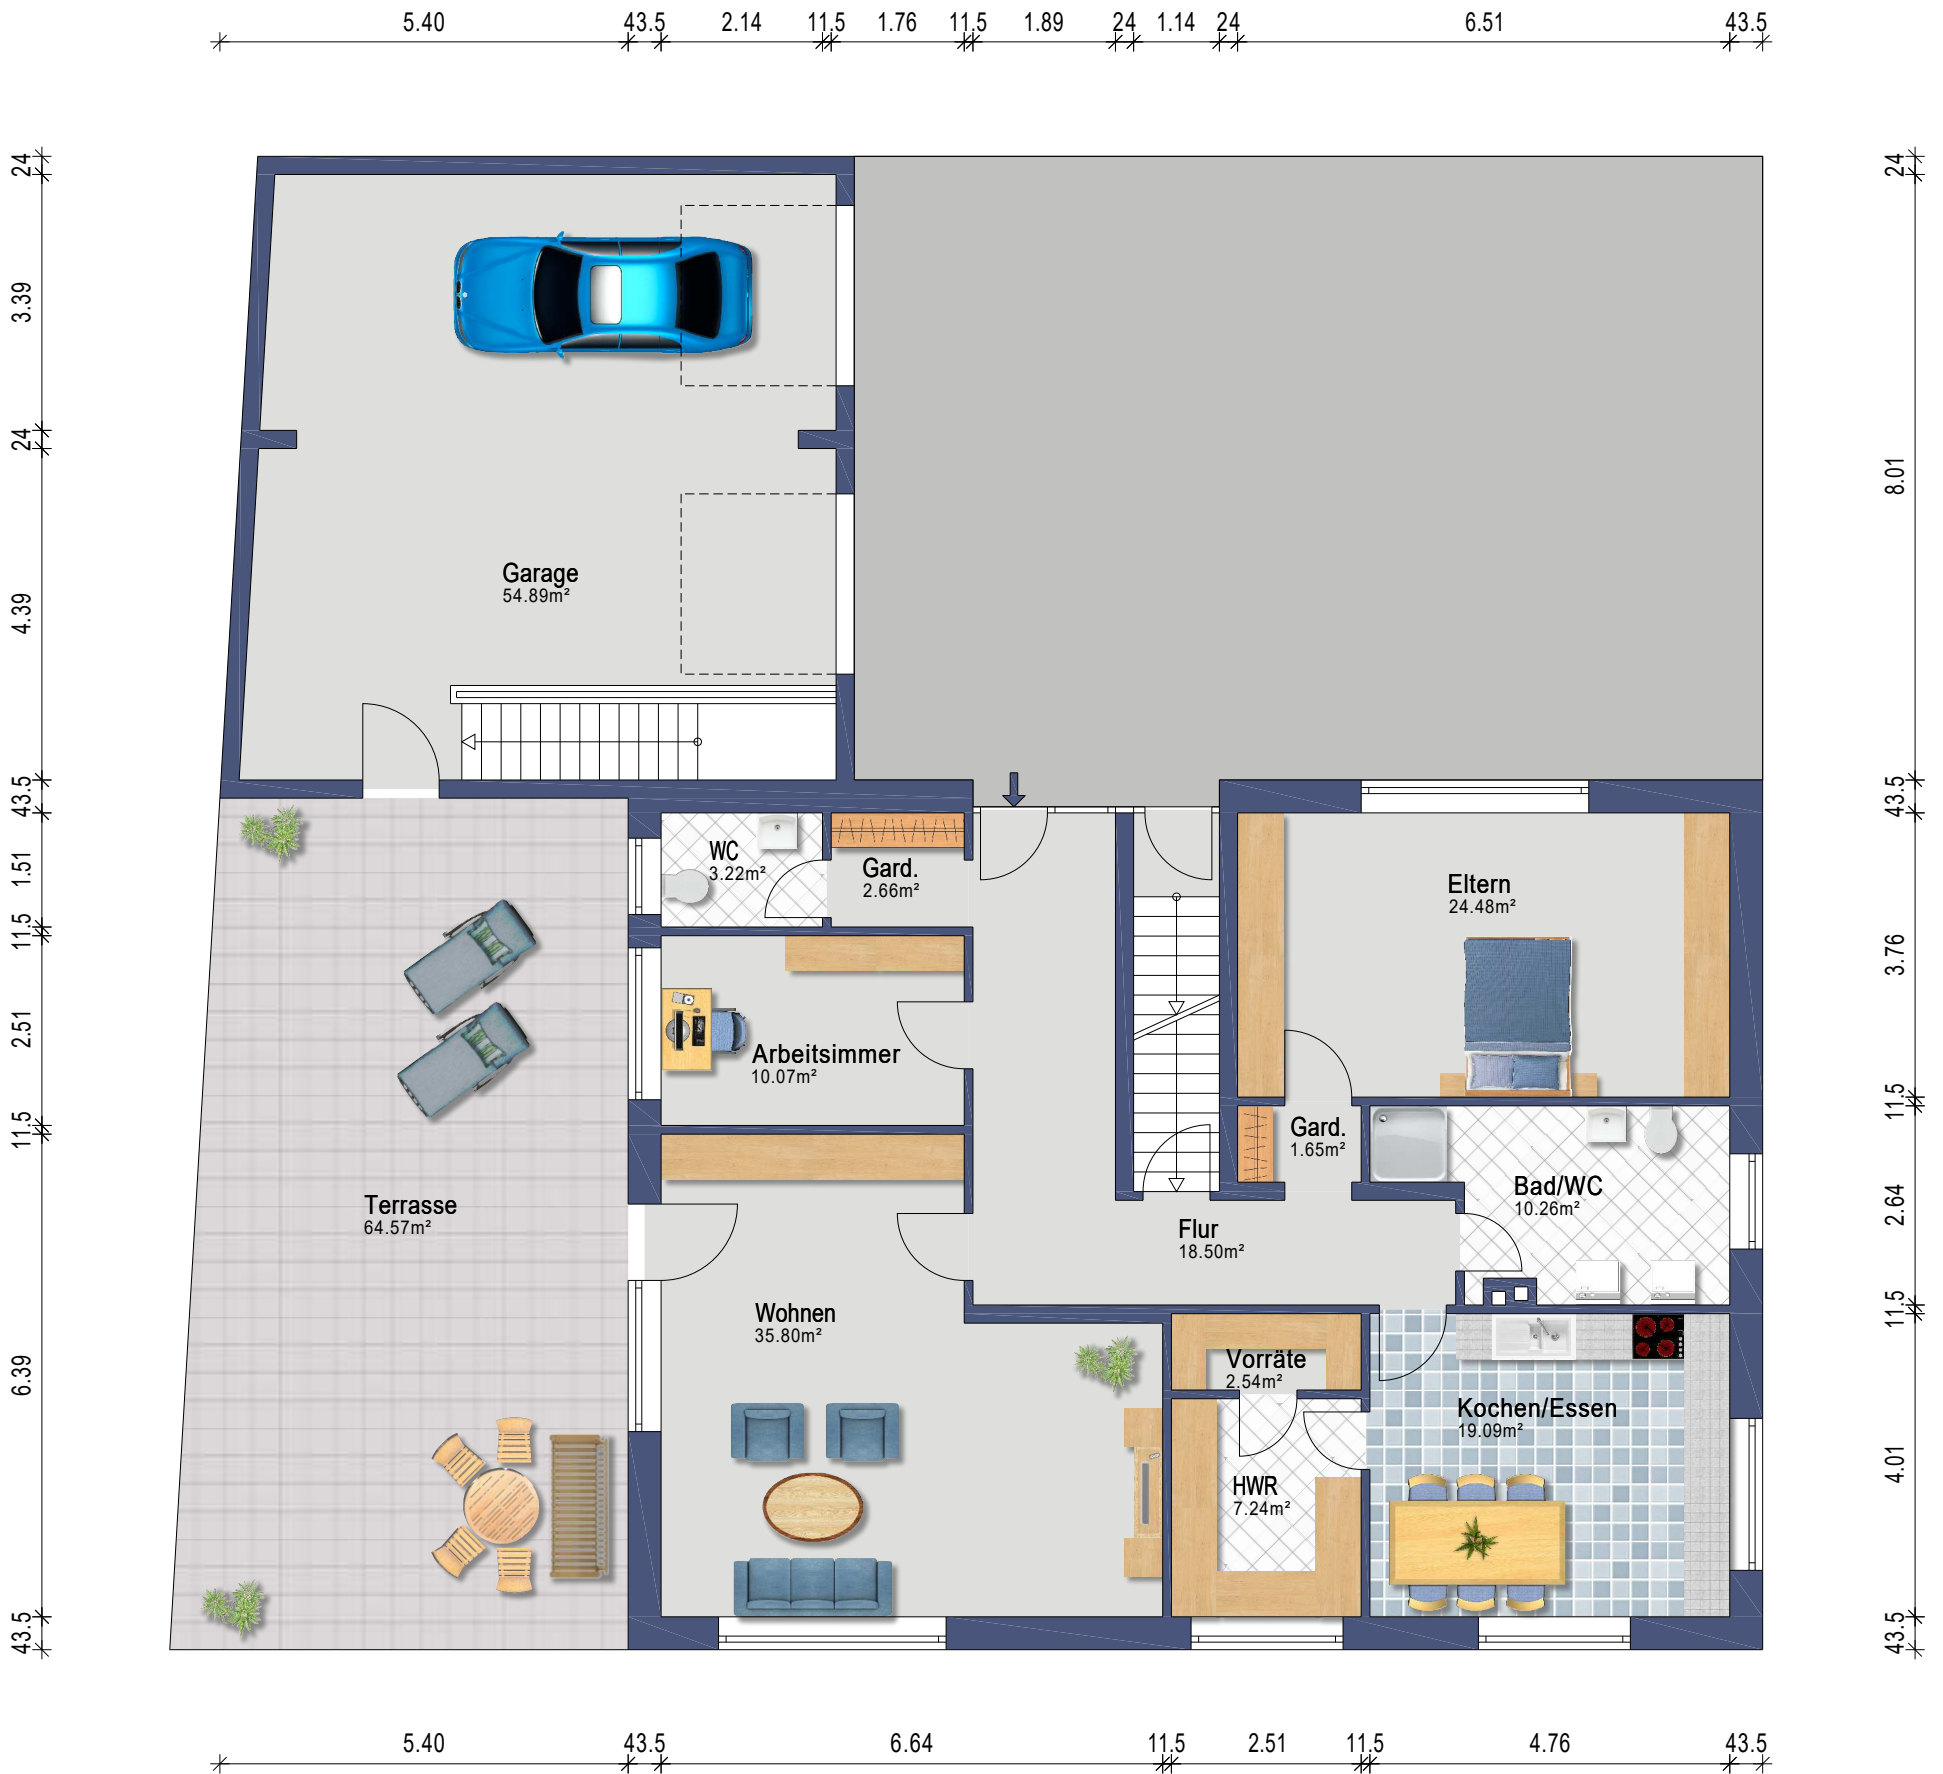 5.40 43.5 2.14 11.5 1.76 11.5 1.89 24 1.14 24 6.51 43.5
24
3.39
24
4.39
43.5
1.51
11.5
2.51
11.5
6.39
43.5
Garage
54.89m²
WC
3.22m²
Gard.
2.66m²
Eltern
24.48m²
Arbeitsimmer
10.07m²
Gard.
1.65m²
Bad/WC
10.26m²
Terrasse
64.57m²
Flur
18.50m²
Wohnen
35.80m²
Vorräte
2.54m²
Kochen/Essen
19.09m²
HWR
7.24m²
24
8.01
43.5
3.76
11.5
2.64
11.5
4.01
43.5
5.40 43.5 6.64 11.5 2.51 11.5 4.76 43.5